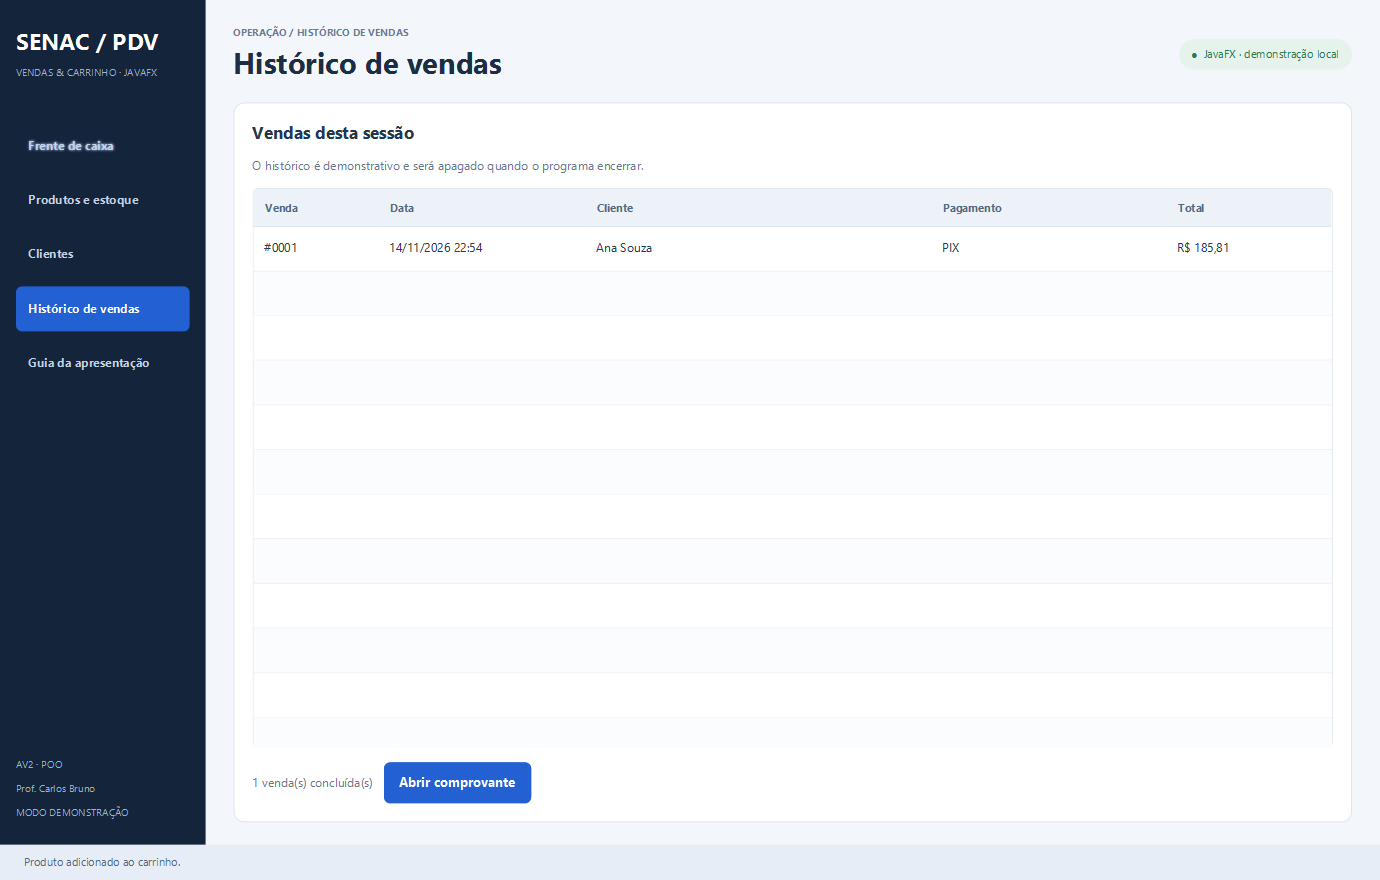 SENAC / PDV
VENDAS & CARRINHO · JAVAFX
Frente de caixa
Produtos e estoque
Clientes
Histórico de vendas
Guia da apresentação
AV2 · POO
Prof. Carlos Bruno
MODO DEMONSTRAÇÃO
OPERAÇÃO / HISTÓRICO DE VENDAS
Histórico de vendas
● JavaFX · demonstração local
Vendas desta sessão
O histórico é demonstrativo e será apagado quando o programa encerrar.
Venda Data Cliente Pagamento Total
#0001 14/11/2026 22:54 Ana Souza PIX R$ 185,81
1 venda(s) concluída(s) Abrir comprovante
Produto adicionado ao carrinho.